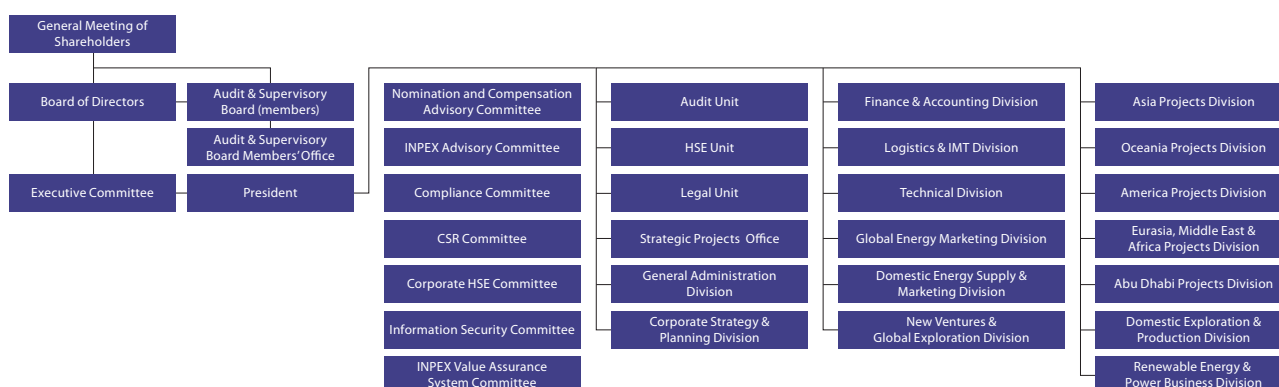 General Meeting of
Shareholders
Board of Directors
Audit & Supervisory
Board (members)
Audit & Supervisory
Board Members' Office
Executive Committee
President
Nomination and Compensation
Advisory Committee
INPEX Advisory Committee
Compliance Committee
CSR Committee
Corporate HSE Committee
Information Security Committee
INPEX Value Assurance
System Committee
Audit Unit
HSE Unit
Legal Unit
Strategic Projects Office
General Administration
Division
Corporate Strategy &
Planning Division
Finance & Accounting Division
Logistics & IMT Division
Technical Division
Global Energy Marketing Division
Domestic Energy Supply &
Marketing Division
New Ventures &
Global Exploration Division
Asia Projects Division
Oceania Projects Division
America Projects Division
Eurasia, Middle East &
Africa Projects Division
Abu Dhabi Projects Division
Domestic Exploration &
Production Division
Renewable Energy &
Power Business Division